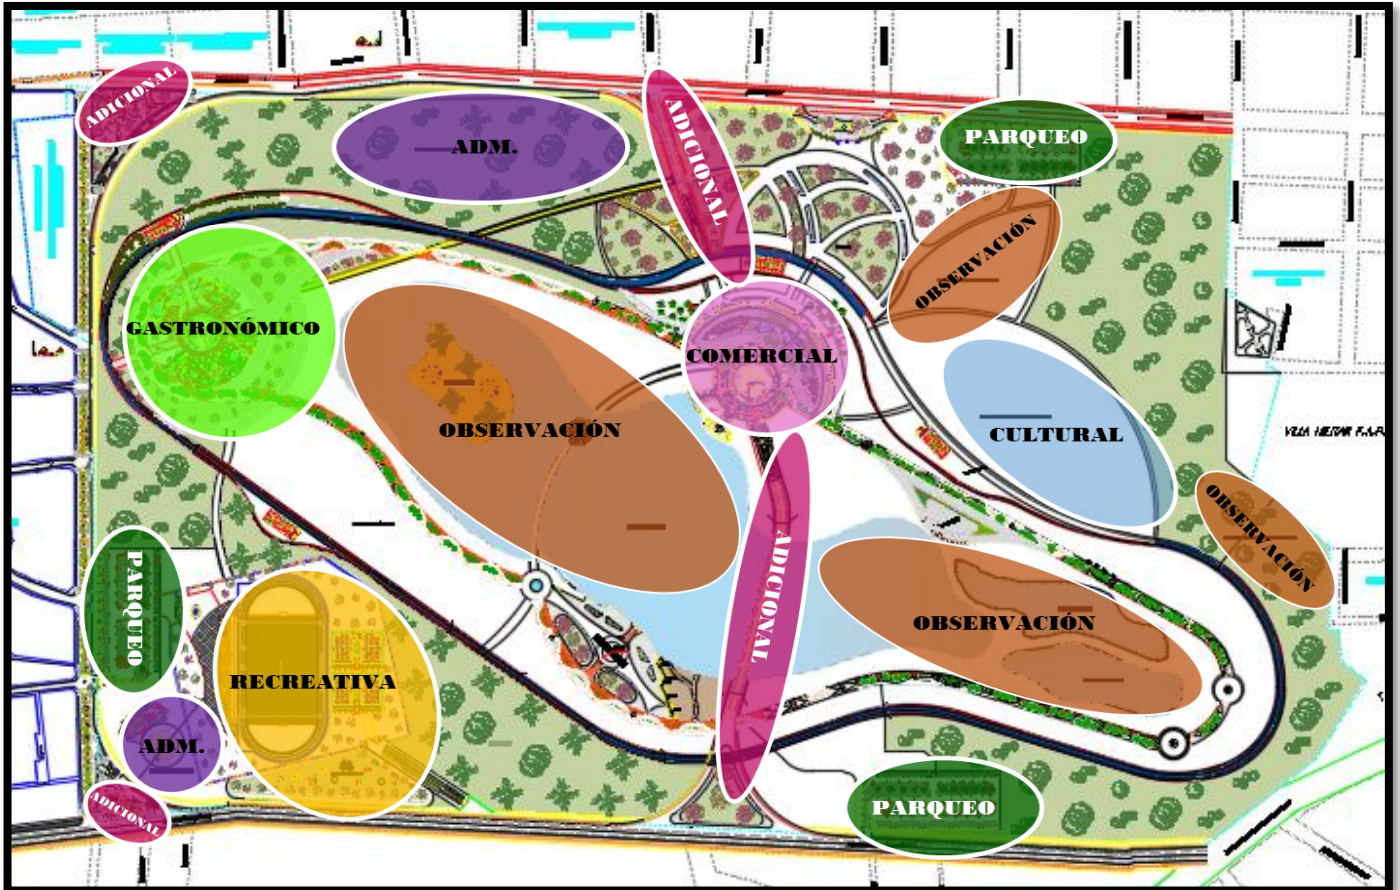 ADICIONAL
ADM.
ADICIONAL
PARQUEO
OBSERVACIÓN
GASTRONÓMICO
COMERCIAL
OBSERVACIÓN
CULTURAL
OBSERVACIÓN
PARQUEO
ADICIONAL
OBSERVACIÓN
RECREATIVA
ADM.
ADICIONAL
PARQUEO